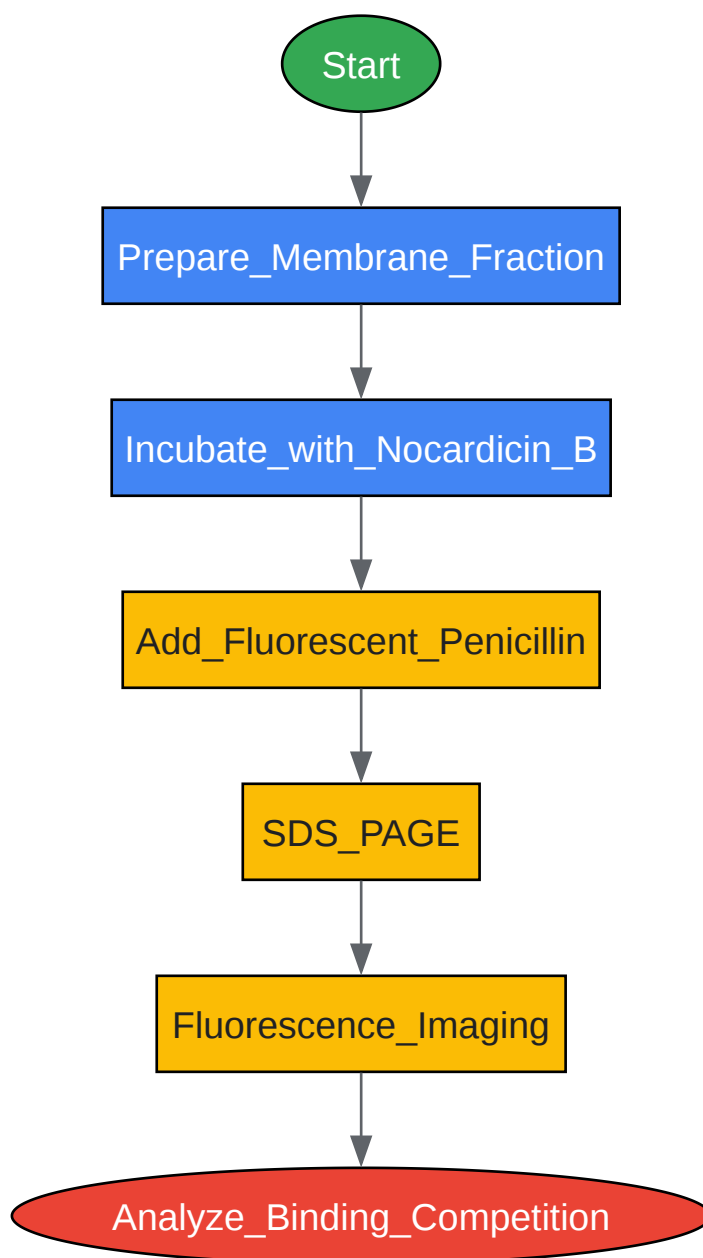 Start
Prepare_Membrane_Fraction
Incubate_with_Nocardicin_B
Add_Fluorescent_Penicillin
SDS_PAGE
Fluorescence_Imaging
Analyze_Binding_Competition